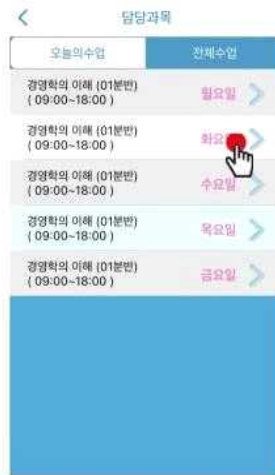 담당과목
오늘의수업 전체수업
경영학의 이해 (01분반)
( 09:00~18:00 )
월요일
경영학의 이해 (01분반)
( 09:00~18:00 )
경영학의 이해 (01분반)
( 09:00~18:00 )
수요일
경영학의 이해 (01분반)
( 09:00~18:00 )
목요일
경영학의 이해 (01분반)
( 09:00~18:00 )
금요일